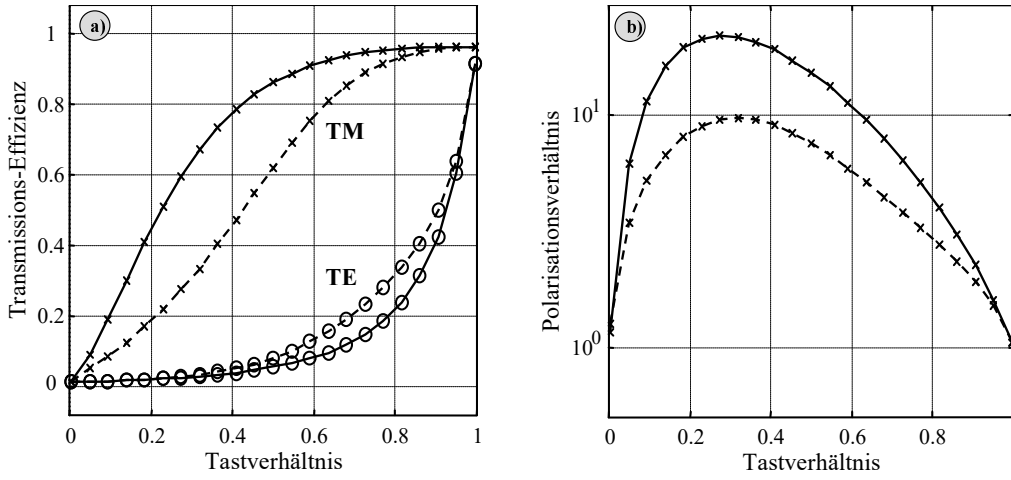 a)
Transmissions-Effizienz
1
0.8
0.6
0.4
0.2
0
TM
TE
0 0.2 0.4 0.6 0.8 1
Tastverhältnis
b)
Polarisationsverhältnis
10^1
10^0
0 0.2 0.4 0.6 0.8
Tastverhältnis